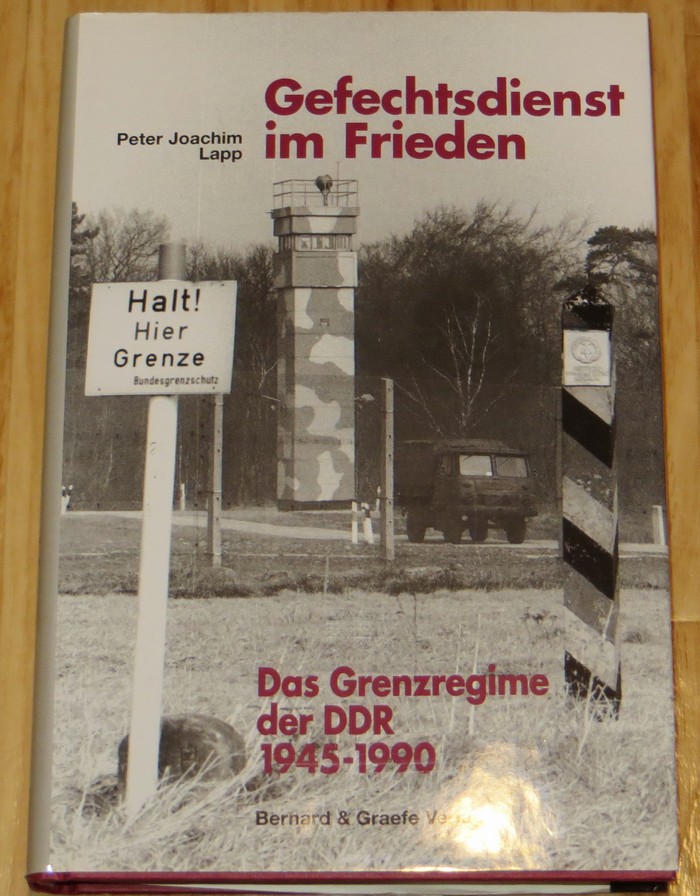 Gefechtsdienst
im Frieden
Peter Joachim
Lapp
Halt!
Hier
Grenze
Bundesgrenzschutz
Das Grenzregime
der DDR
1945-1990
Bernard & Graefe